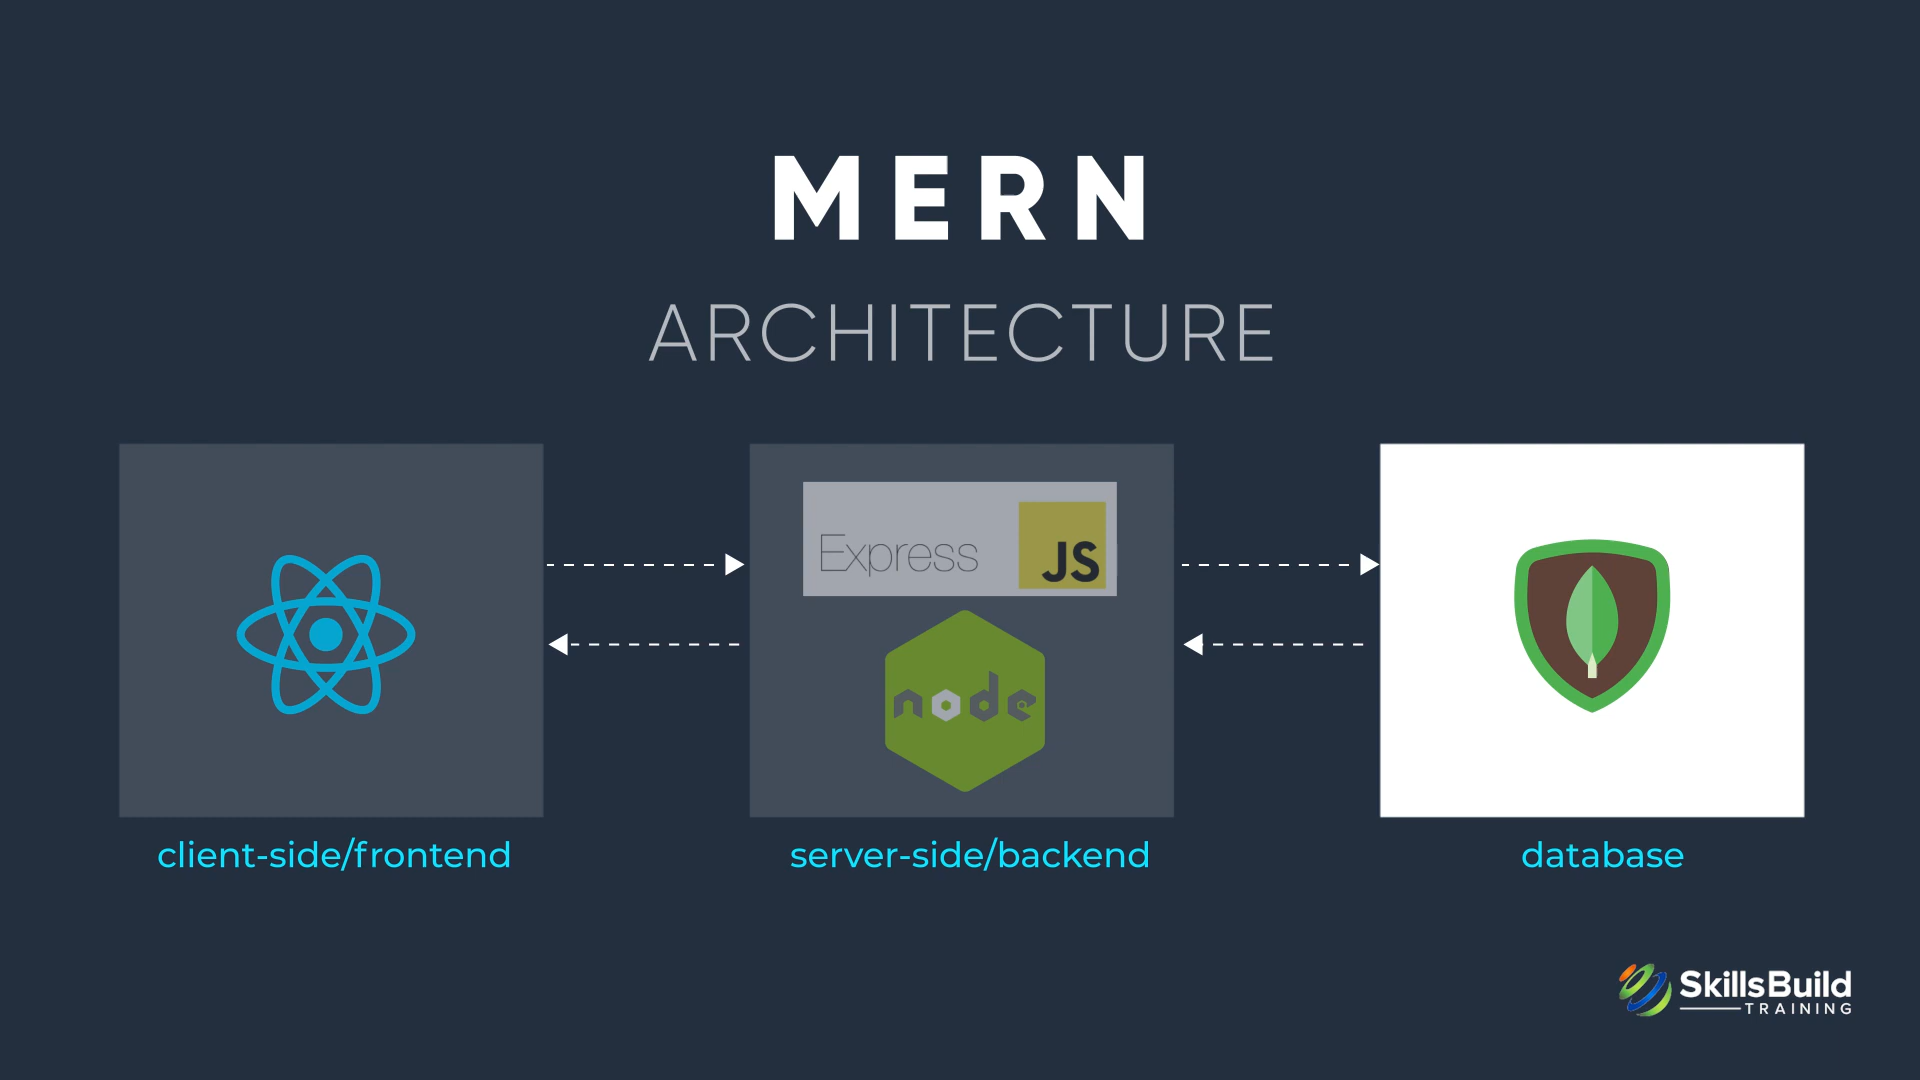 MERN
ARCHITECTURE
Express JS
node
client-side/frontend
server-side/backend
database
SkillsBuild
TRAINING